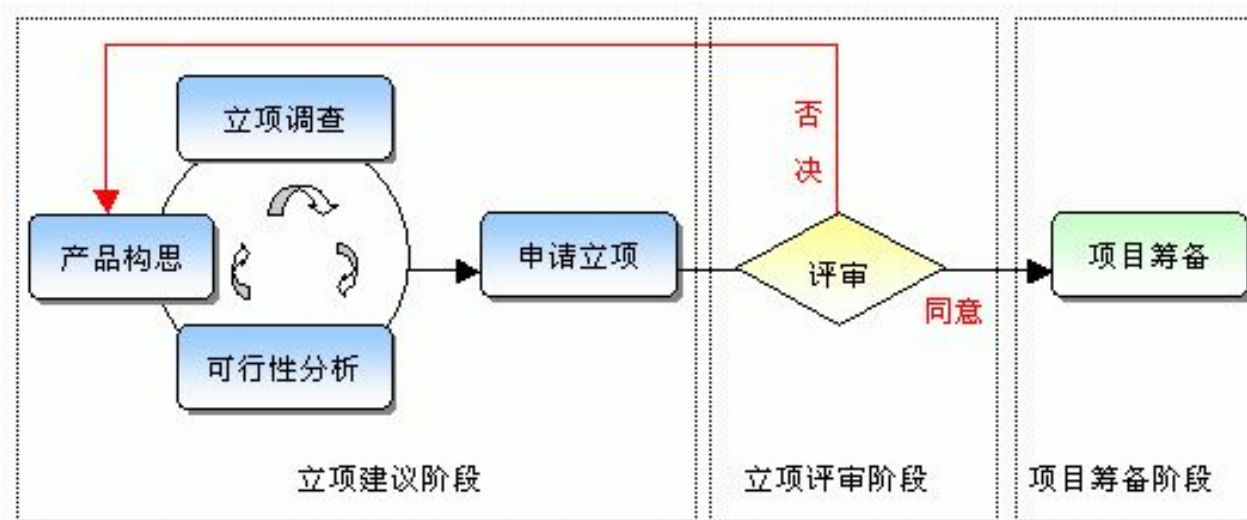 立项调查
产品构思
可行性分析
申请立项
否
决
评审
同意
项目筹备
立项建议阶段
立项评审阶段
项目筹备阶段